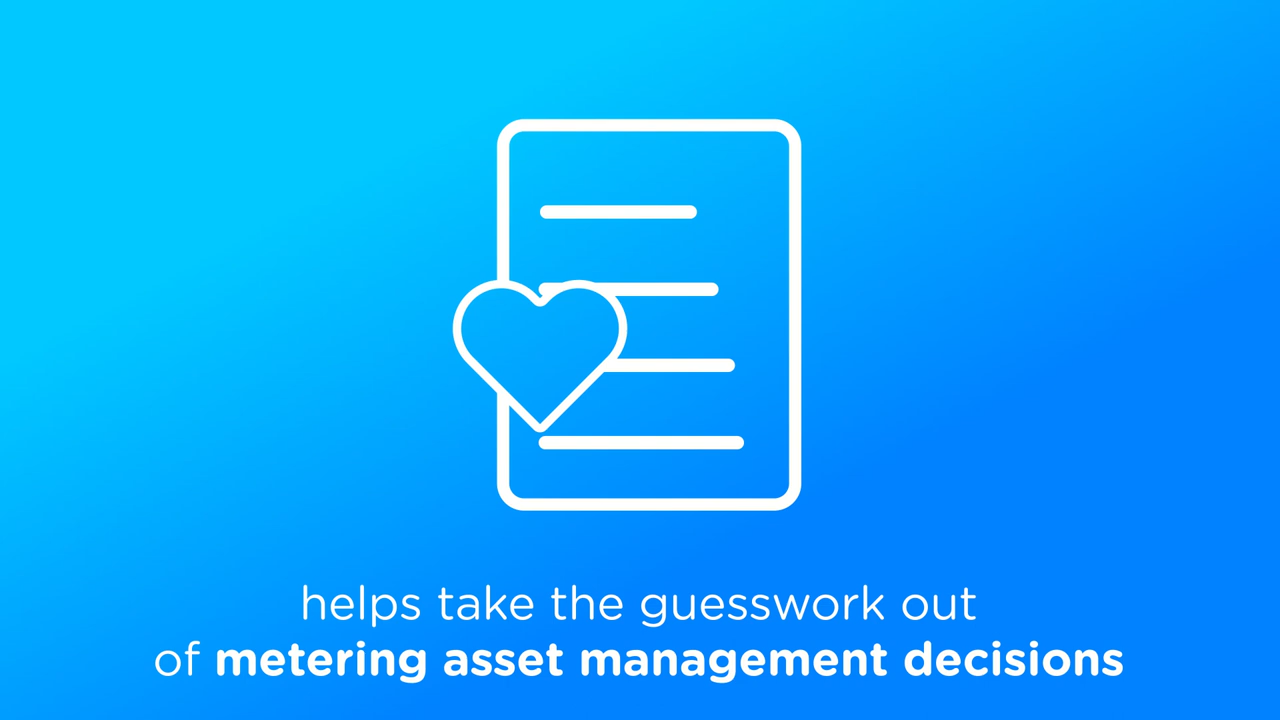 helps take the guesswork out
of metering asset management decisions